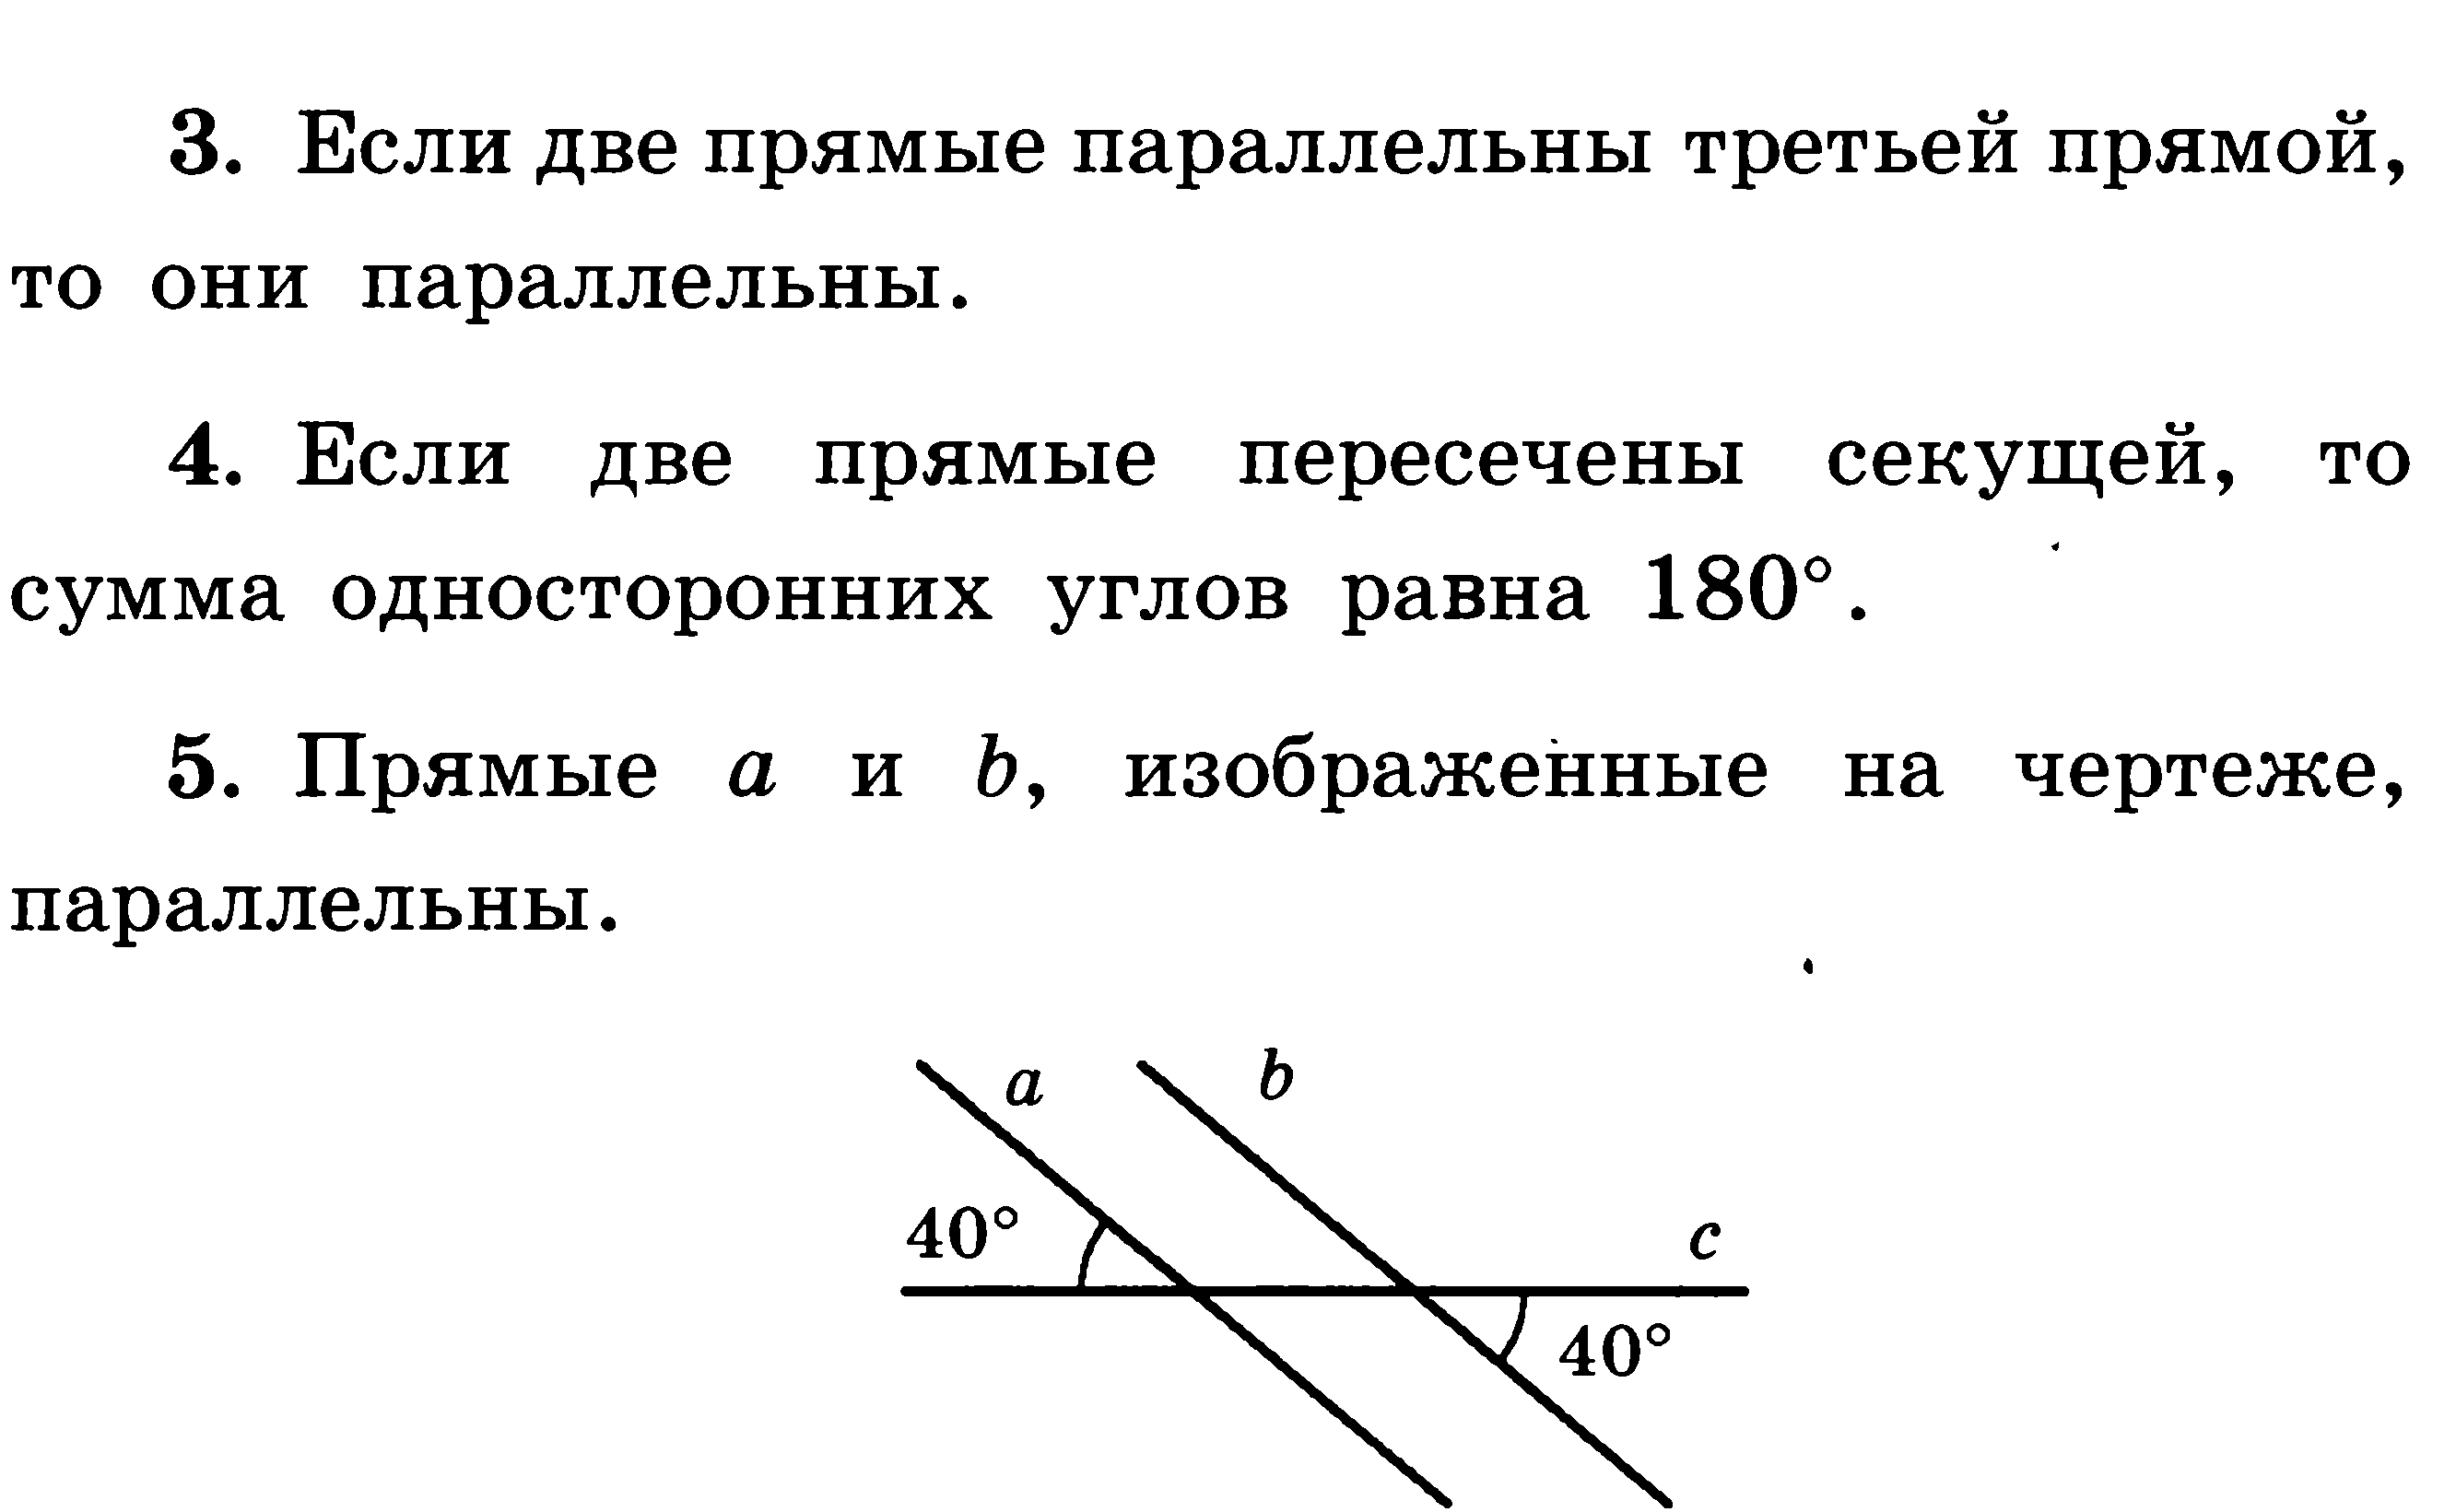 3. Если две прямые параллельны третьей прямой,
то они параллельны.
4. Если две прямые пересечены секущей, то
сумма односторонних углов равна 180°.
5. Прямые a и b, изображенные на чертеже,
параллельны.
a b
40° c
40°